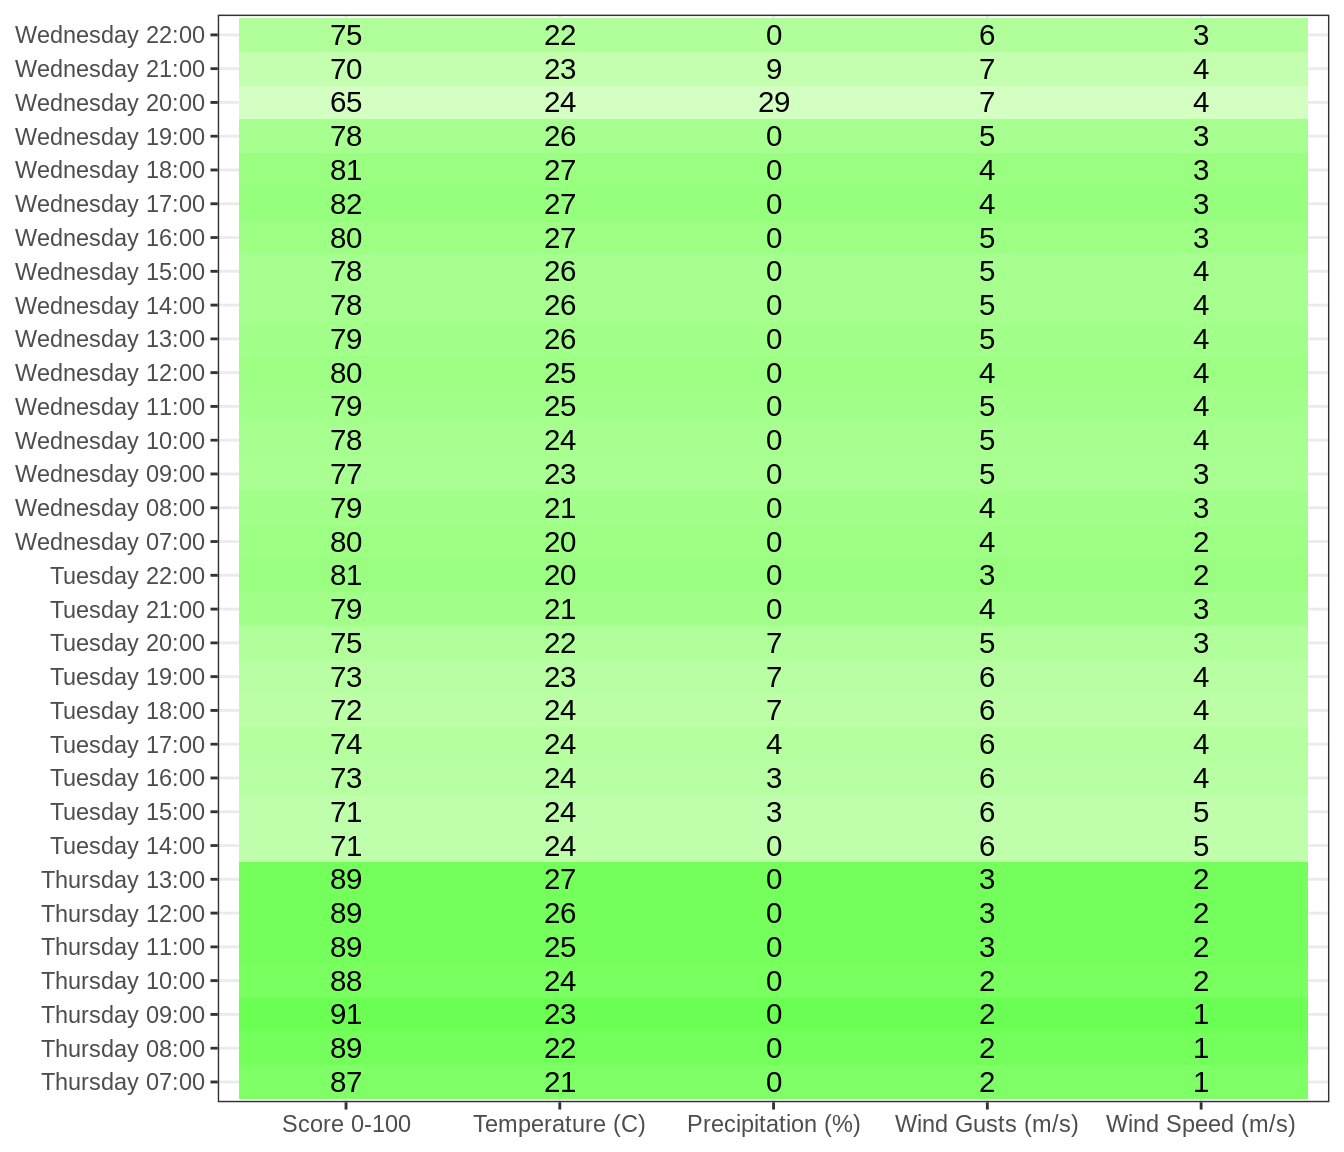 Wednesday 22:00 75 22 0 6 3
Wednesday 21:00 70 23 9 7 4
Wednesday 20:00 65 24 29 7 4
Wednesday 19:00 78 26 0 5 3
Wednesday 18:00 81 27 0 4 3
Wednesday 17:00 82 27 0 4 3
Wednesday 16:00 80 27 0 5 3
Wednesday 15:00 78 26 0 5 4
Wednesday 14:00 78 26 0 5 4
Wednesday 13:00 79 26 0 5 4
Wednesday 12:00 80 25 0 4 4
Wednesday 11:00 79 25 0 5 4
Wednesday 10:00 78 24 0 5 4
Wednesday 09:00 77 23 0 5 3
Wednesday 08:00 79 21 0 4 3
Wednesday 07:00 80 20 0 4 2
Tuesday 22:00 81 20 0 3 2
Tuesday 21:00 79 21 0 4 3
Tuesday 20:00 75 22 7 5 3
Tuesday 19:00 73 23 7 6 4
Tuesday 18:00 72 24 7 6 4
Tuesday 17:00 74 24 4 6 4
Tuesday 16:00 73 24 3 6 4
Tuesday 15:00 71 24 3 6 5
Tuesday 14:00 71 24 0 6 5
Thursday 13:00 89 27 0 3 2
Thursday 12:00 89 26 0 3 2
Thursday 11:00 89 25 0 3 2
Thursday 10:00 88 24 0 2 2
Thursday 09:00 91 23 0 2 1
Thursday 08:00 89 22 0 2 1
Thursday 07:00 87 21 0 2 1
Score 0-100 Temperature (C) Precipitation (%) Wind Gusts (m/s) Wind Speed (m/s)